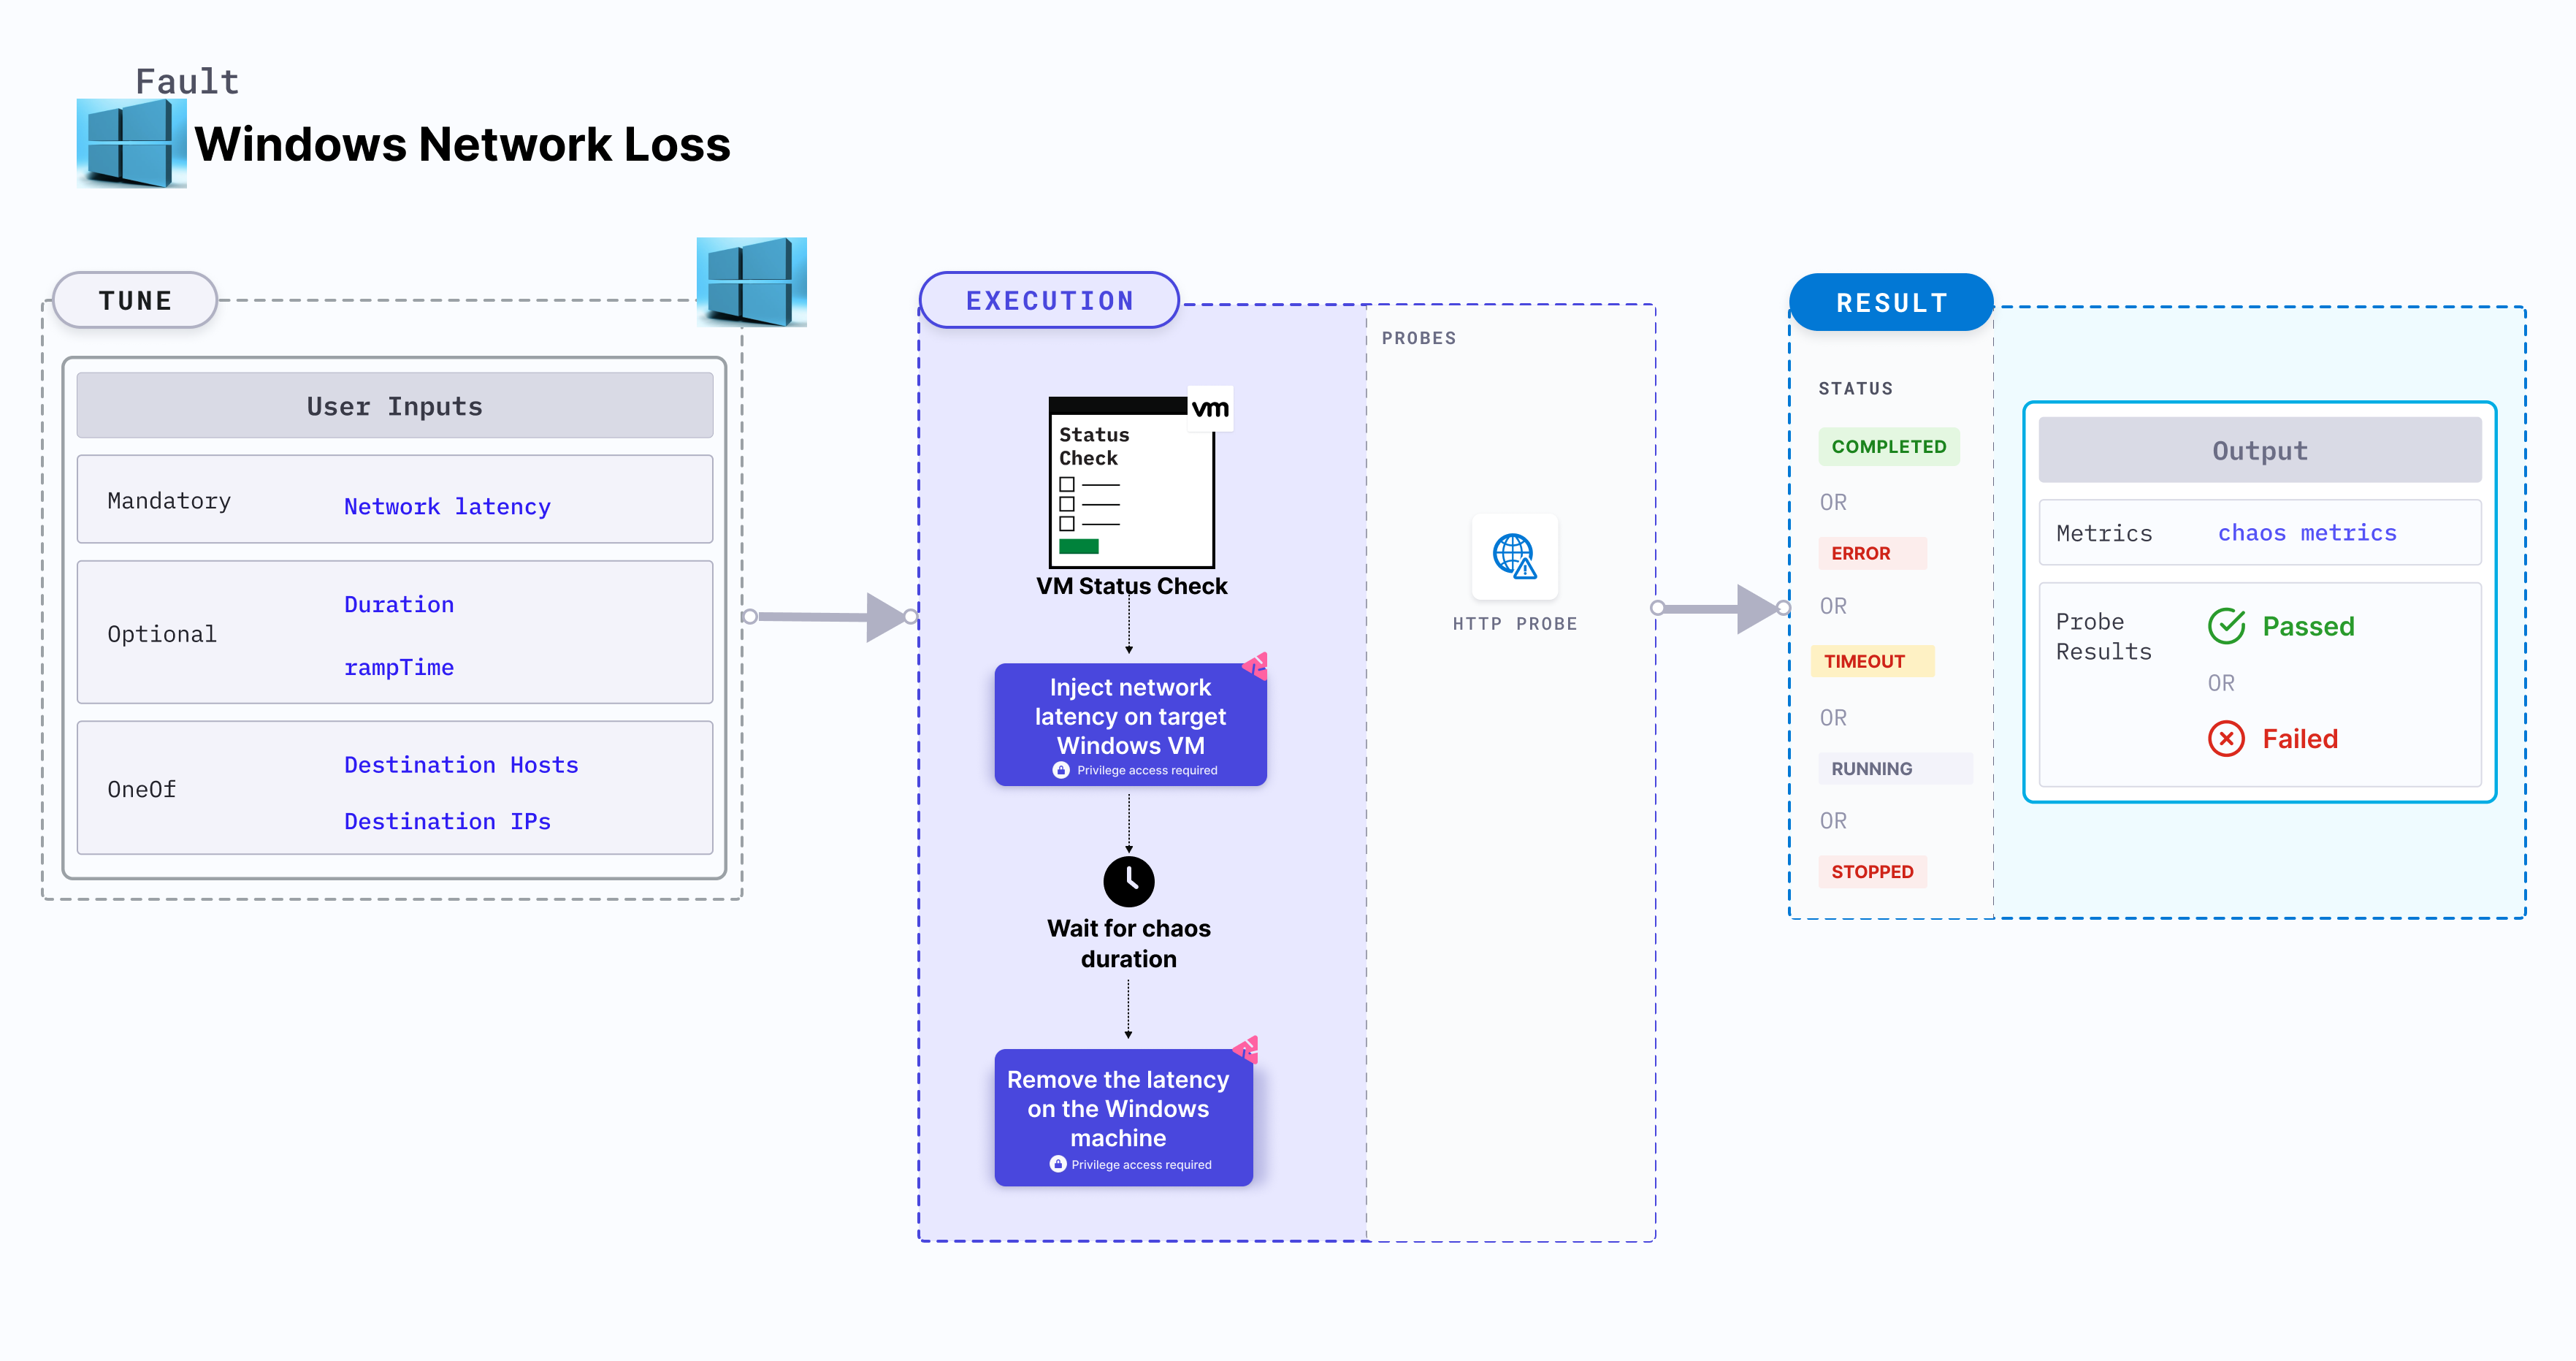 Fault
Windows Network Loss
TUNE
User Inputs
Mandatory
Network latency
Optional
Duration
rampTime
OneOf
Destination Hosts
Destination IPs
EXECUTION
vm
Status
Check
VM Status Check
Inject network
latency on target
Windows VM
Privilege access required
Wait for chaos
duration
Remove the latency
on the Windows
machine
Privilege access required
PROBES
HTTP PROBE
RESULT
STATUS
COMPLETED
OR
ERROR
OR
TIMEOUT
OR
RUNNING
OR
STOPPED
Output
Metrics
chaos metrics
Probe
Results
Passed
OR
Failed